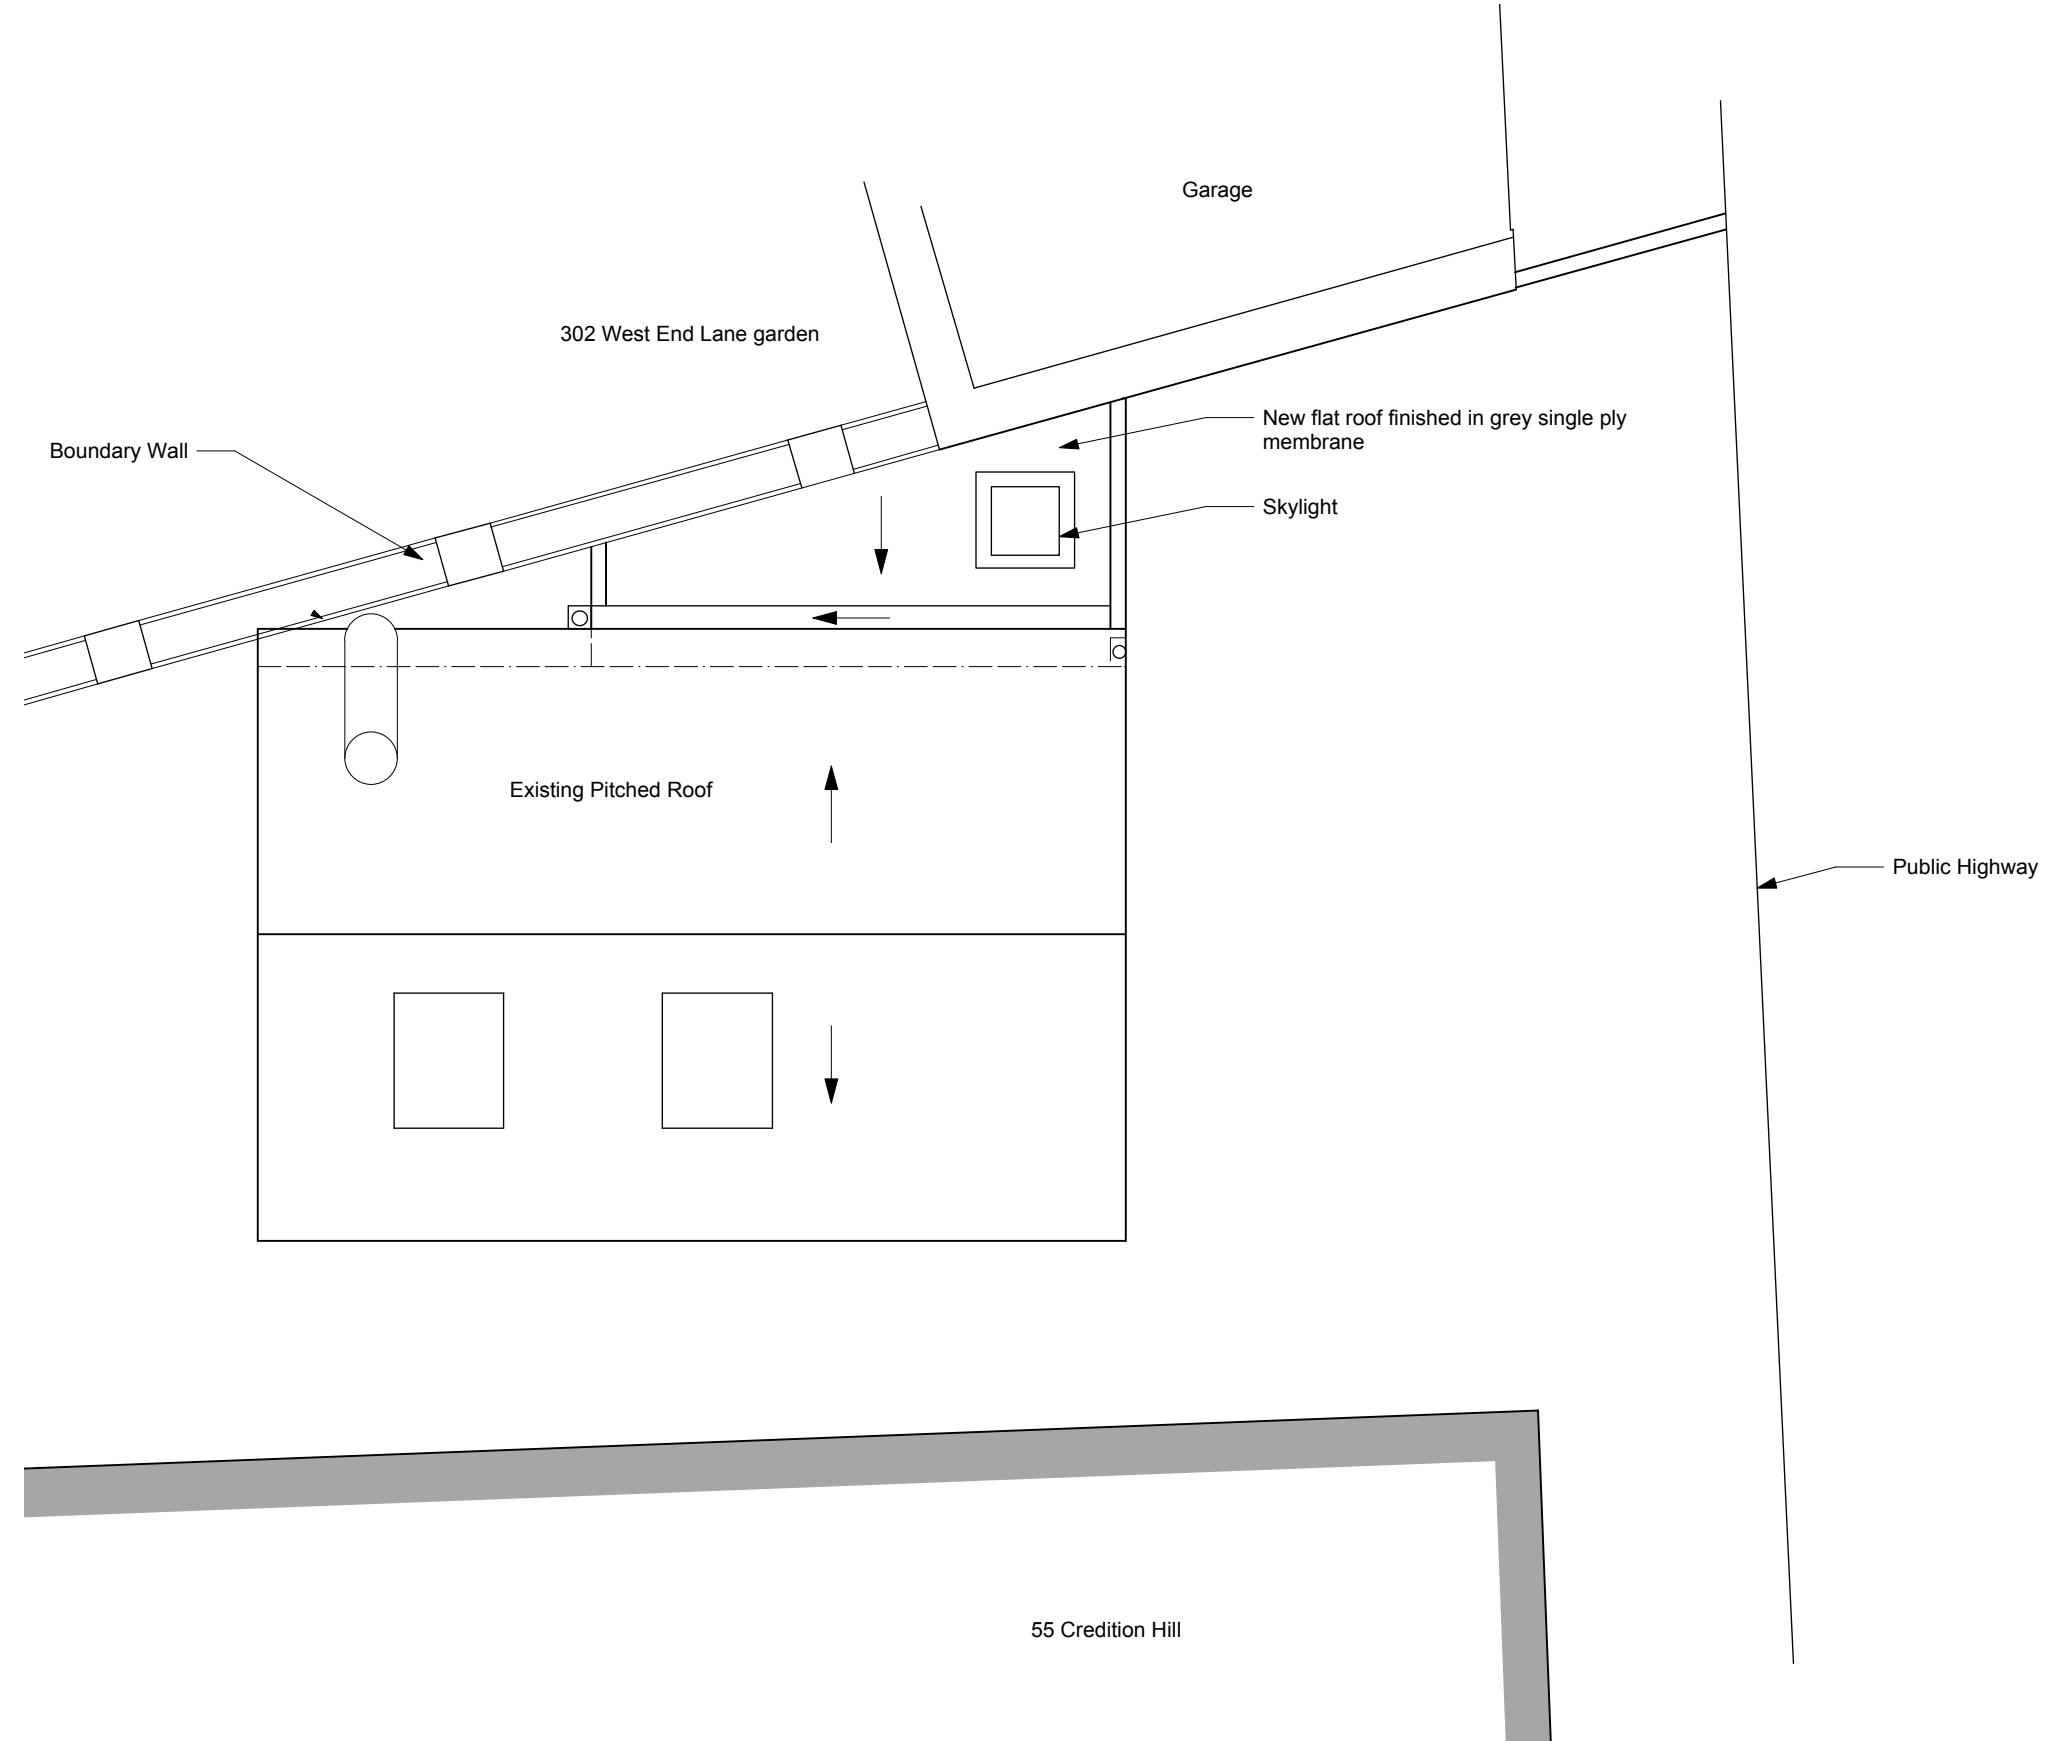 Garage
302 West End Lane garden
New flat roof finished in grey single ply
membrane
Boundary Wall
Skylight
Existing Pitched Roof
Public Highway
55 Credition Hill